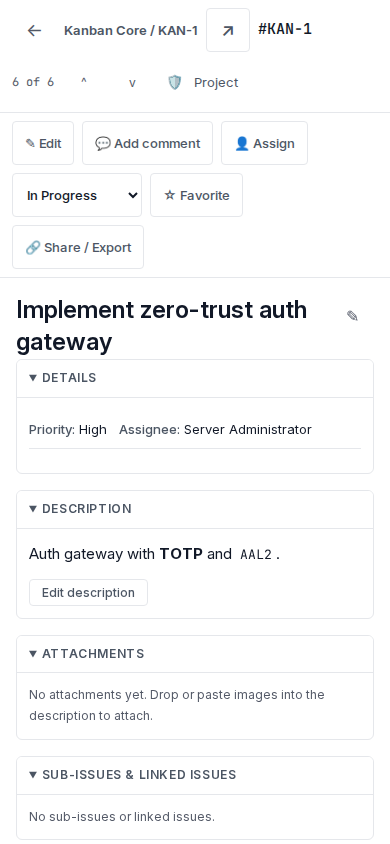 ← Kanban Core / KAN-1 ↗ #KAN-1
6 of 6 ^ v 🛡️ Project
✎ Edit 💬 Add comment 👤 Assign
In Progress ☆ Favorite
🔗 Share / Export
Implement zero-trust auth ✎
gateway
▼ DETAILS
Priority: High Assignee: Server Administrator
▼ DESCRIPTION
Auth gateway with TOTP and AAL2.
Edit description
▼ ATTACHMENTS
No attachments yet. Drop or paste images into the
description to attach.
▼ SUB-ISSUES & LINKED ISSUES
No sub-issues or linked issues.